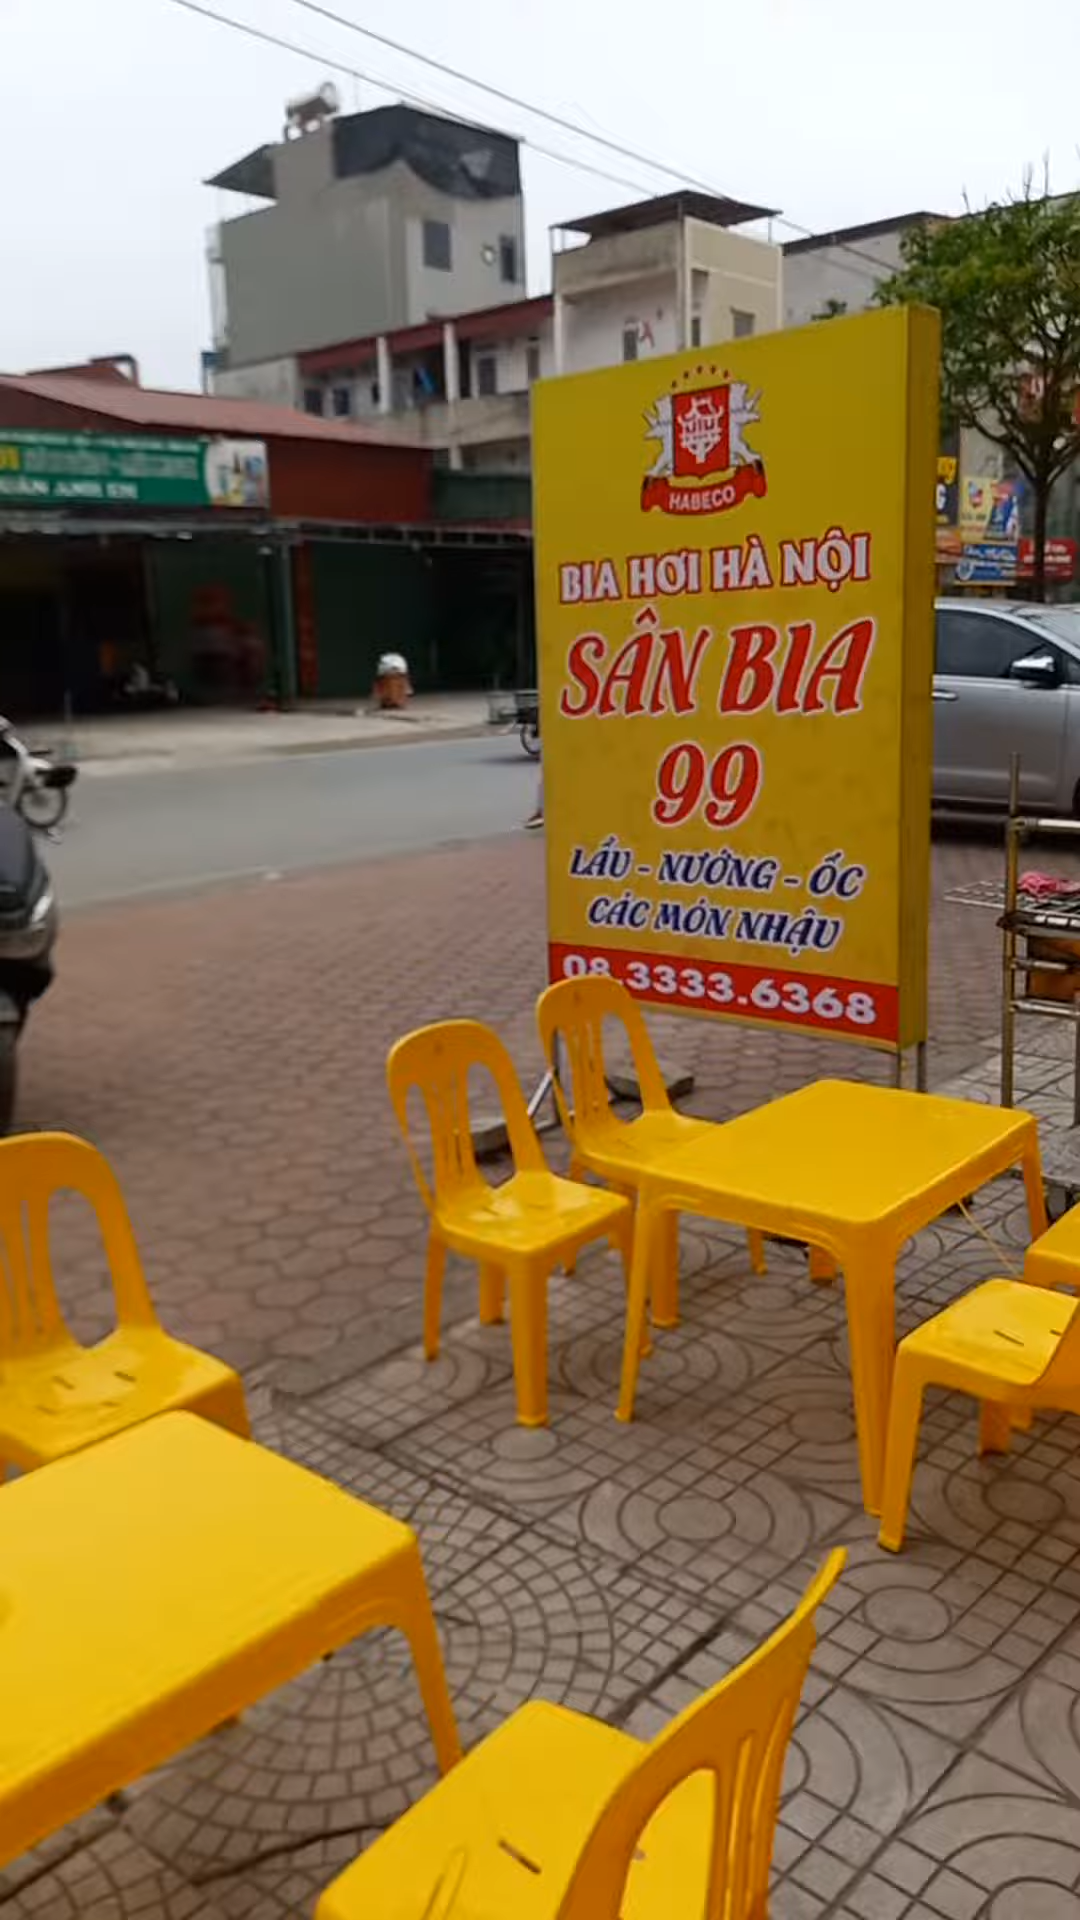 HABECO
BIA HƠI HÀ NỘI
SÂN BIA
99
LẨU - NƯỚNG - ỐC
CÁC MÓN NHẬU
08.3333.6368